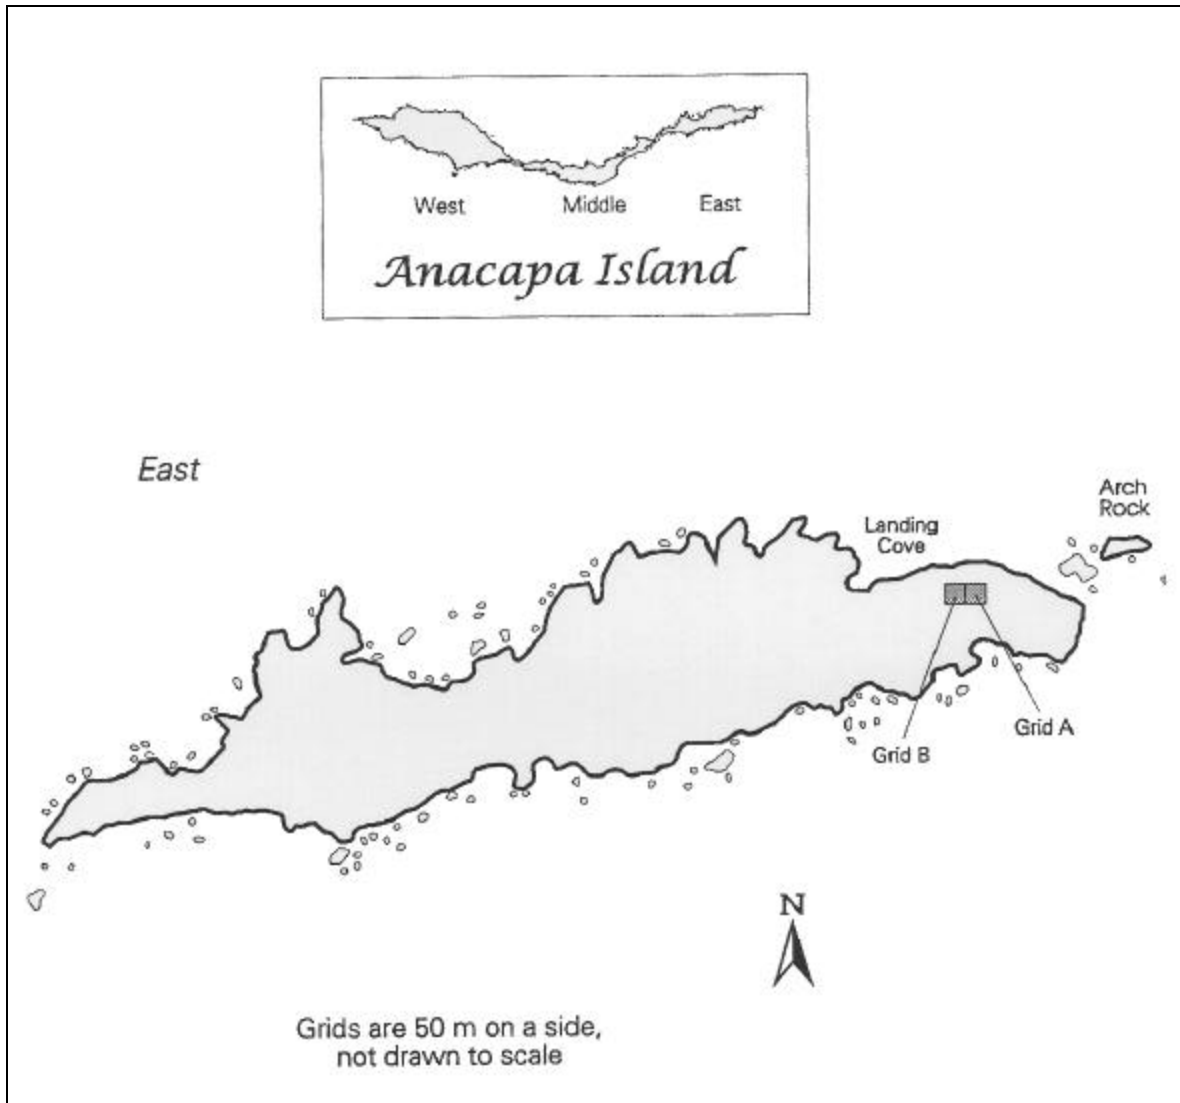 West
Middle
East
Anacapa Island
East
Arch
Rock
Landing
Cove
Grid A
Grid B
N
Grids are 50 m on a side,
not drawn to scale